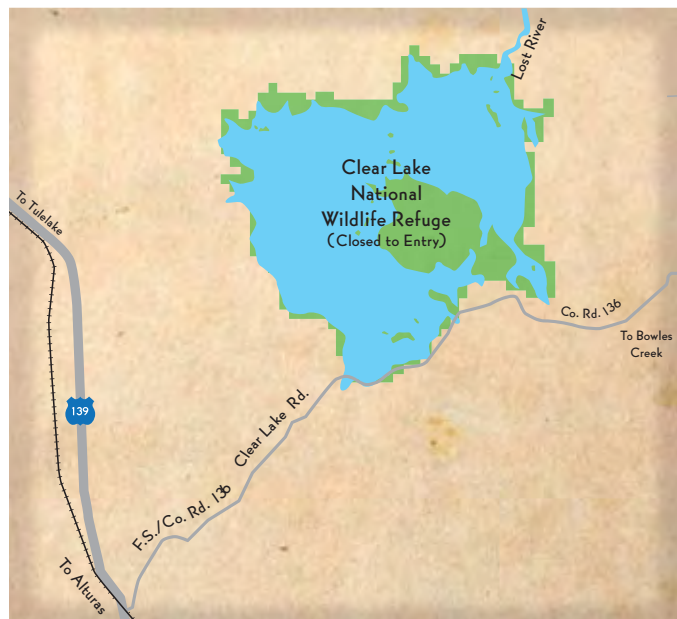 Lost River
Clear Lake
National
Wildlife Refuge
(Closed to Entry)
To Tulelake
Co. Rd. 136
To Bowles
Creek
139
Clear Lake Rd.
F.S./Co. Rd. 136
To Alturas